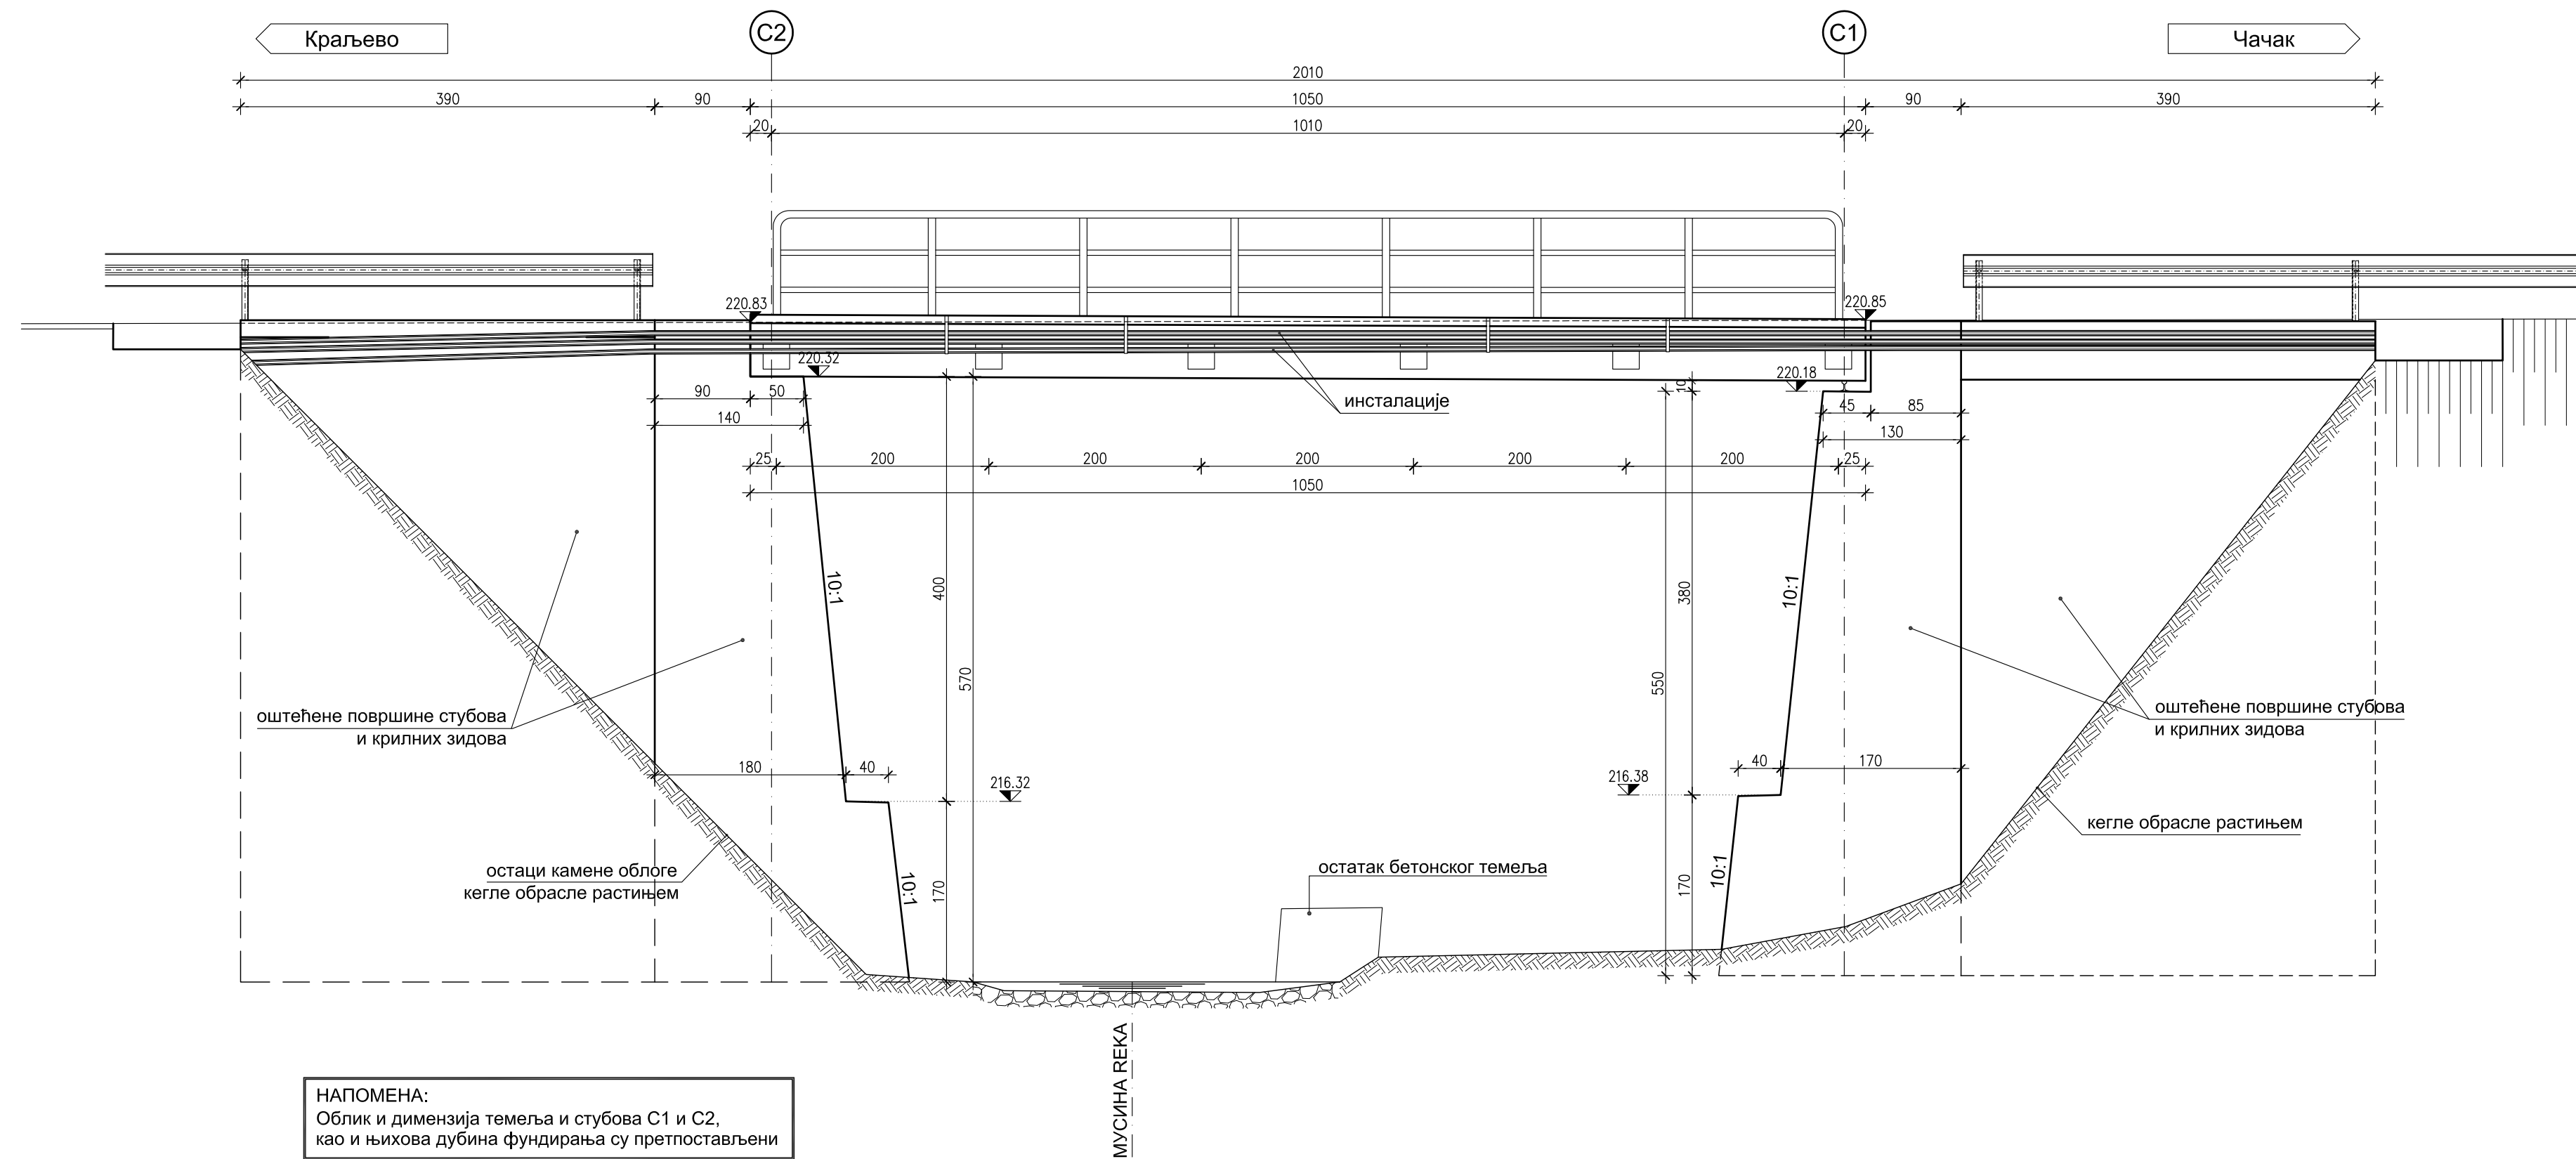 Краљево
C2
C1
Чачак
2010
390
90
1050
90
390
20
1010
20
220.83
220.85
220.32
220.18
10
90
50
инсталације
45
85
140
130
25
200
200
200
200
200
25
1050
10:1
400
570
550
380
10:1
оштећене површине стубова
и крилних зидова
оштећене површине стубова
и крилних зидова
180
40
216.32
216.38
40
170
кегле обрасле растињем
остаци камене облоге
кегле обрасле растињем
10:1
170
остатак бетонског темеља
170
10:1
МУСИНА REKA
НАПОМЕНА:
Облик и димензија темеља и стубова С1 и С2,
као и њихова дубина фундирања су претпостављени